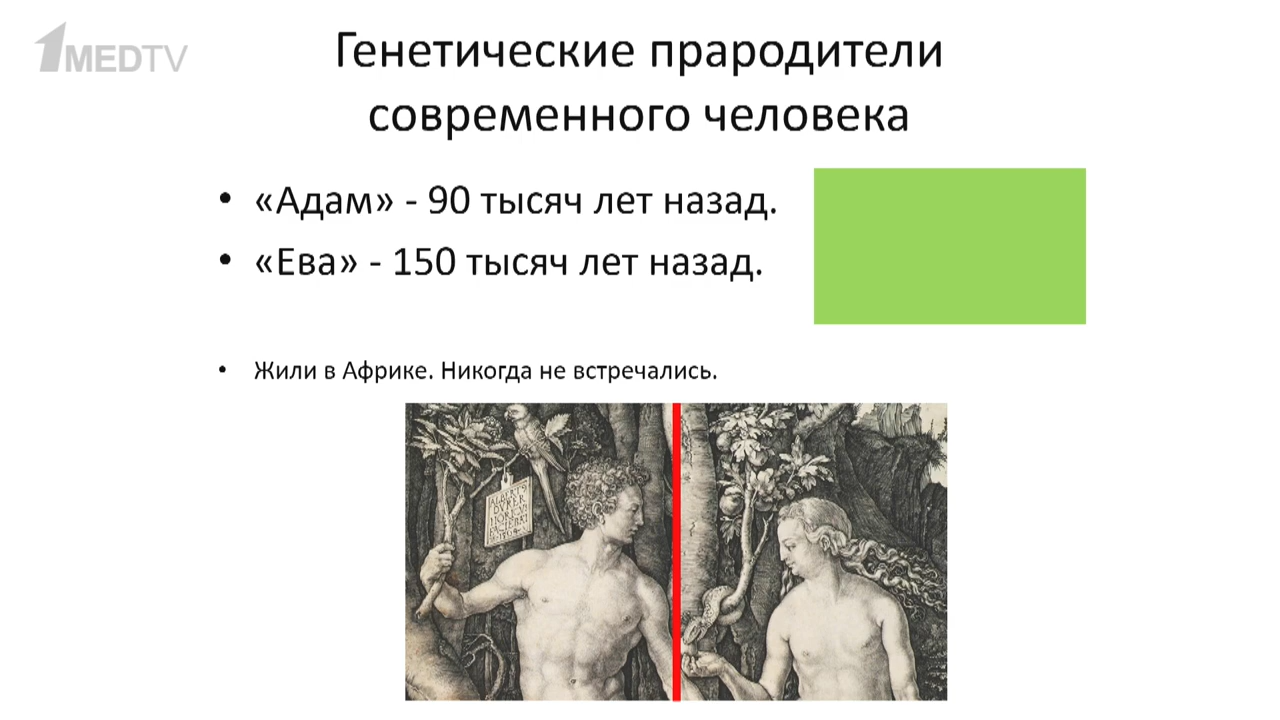 1MEDTV
Генетические прародители
современного человека
• «Адам» - 90 тысяч лет назад.
• «Ева» - 150 тысяч лет назад.
• Жили в Африке. Никогда не встречались.
ALBERTS